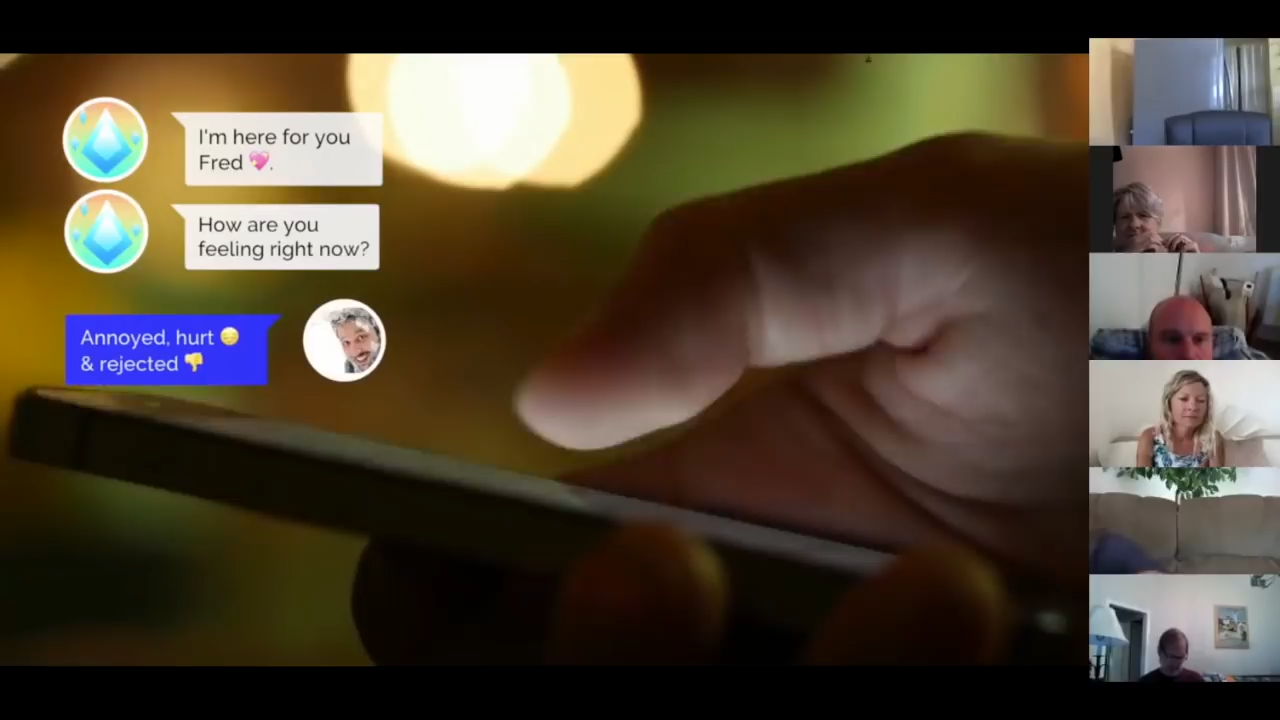 I'm here for you
Fred 💖.
How are you
feeling right now?
Annoyed, hurt 😔
& rejected 👎